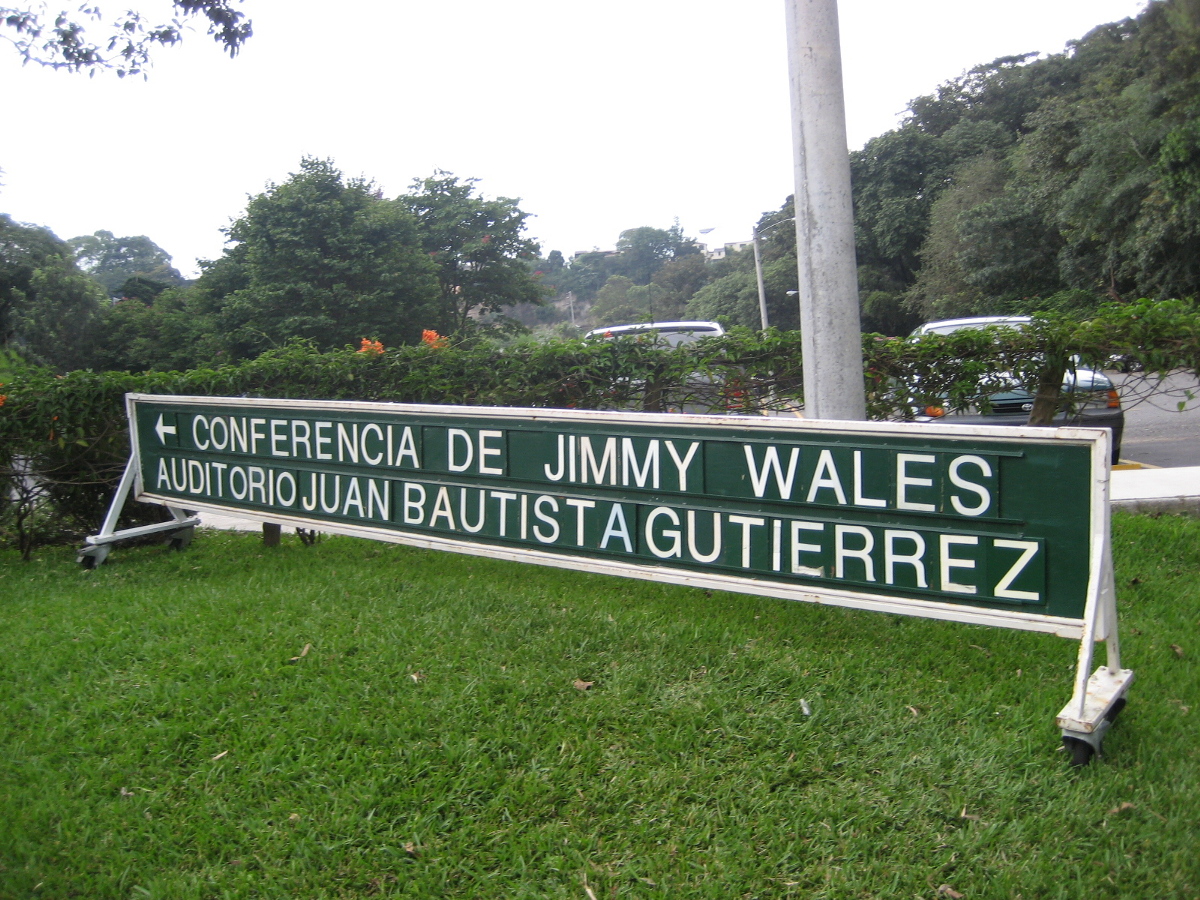 ← CONFERENCIA DE JIMMY WALES
AUDITORIO JUAN BAUTISTA GUTIERREZ